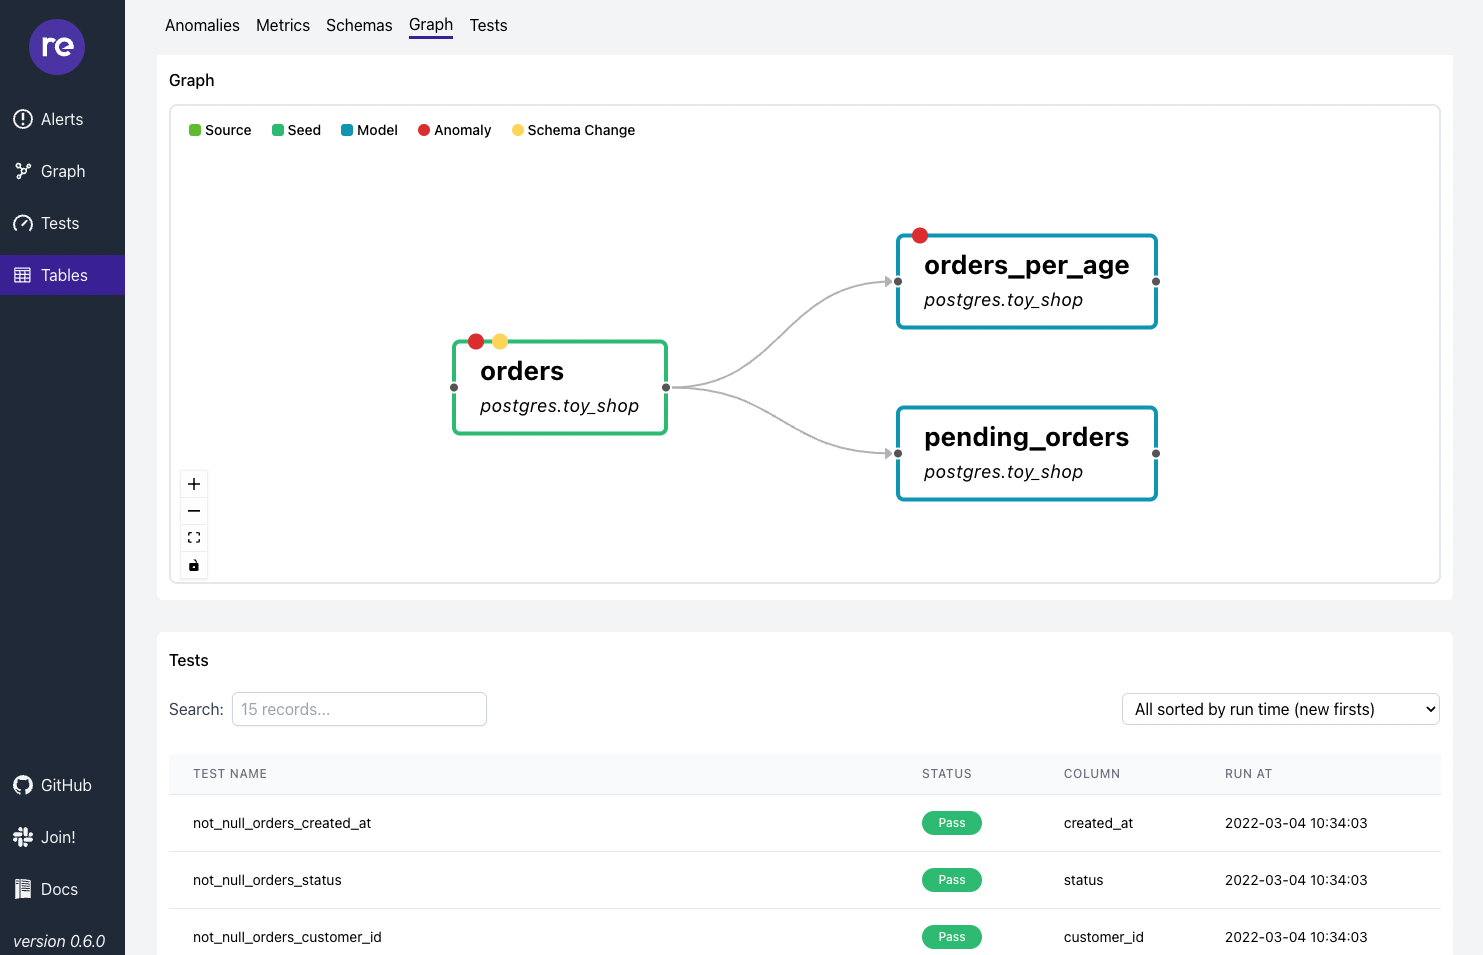 re
Alerts
Graph
Tests
Tables
GitHub
Join!
Docs
version 0.6.0
Anomalies Metrics Schemas Graph Tests
Graph
Source Seed Model Anomaly Schema Change
orders_per_age
postgres.toy_shop
orders
postgres.toy_shop
pending_orders
postgres.toy_shop
Tests
Search: 15 records... All sorted by run time (new firsts)
TEST NAME STATUS COLUMN RUN AT
not_null_orders_created_at Pass created_at 2022-03-04 10:34:03
not_null_orders_status Pass status 2022-03-04 10:34:03
not_null_orders_customer_id Pass customer_id 2022-03-04 10:34:03